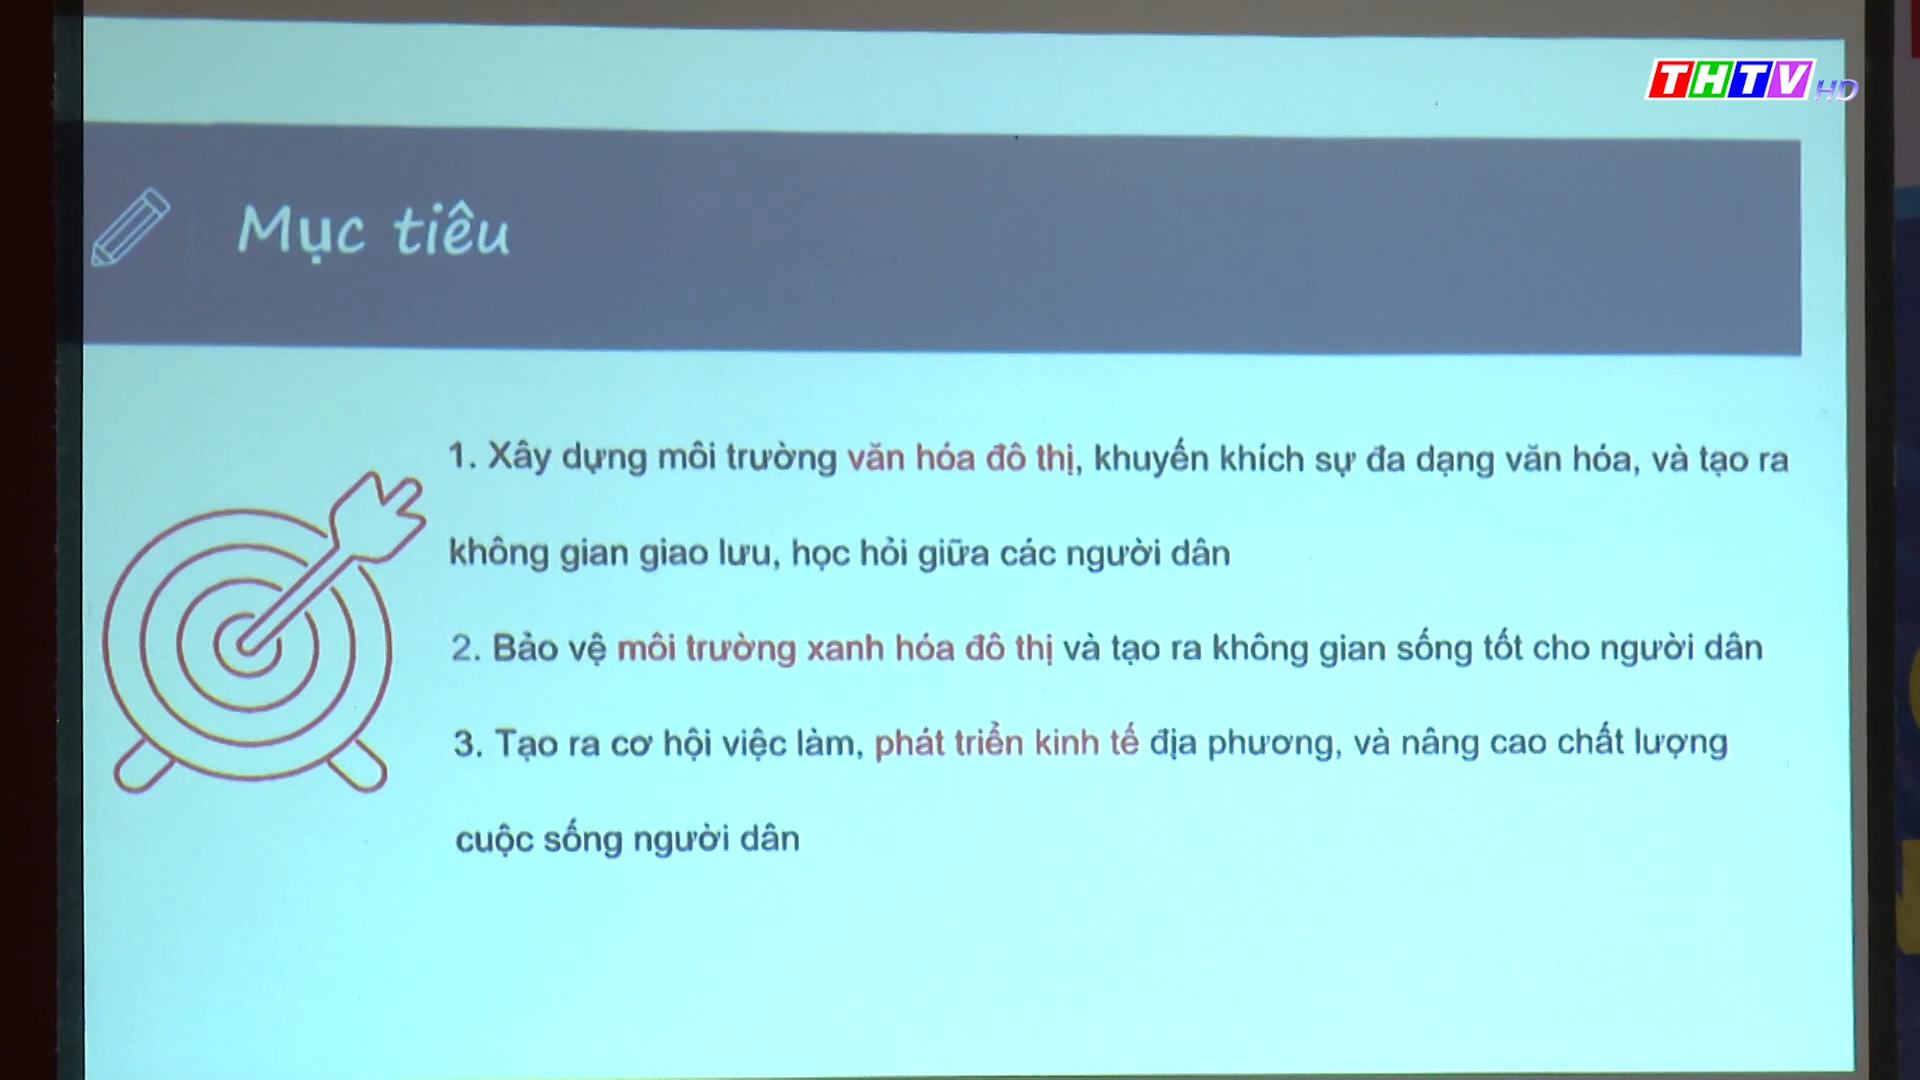 THTV HD
Mục tiêu
1. Xây dựng môi trường văn hóa đô thị, khuyến khích sự đa dạng văn hóa, và tạo ra
không gian giao lưu, học hỏi giữa các người dân
2. Bảo vệ môi trường xanh hóa đô thị và tạo ra không gian sống tốt cho người dân
3. Tạo ra cơ hội việc làm, phát triển kinh tế địa phương, và nâng cao chất lượng
cuộc sống người dân